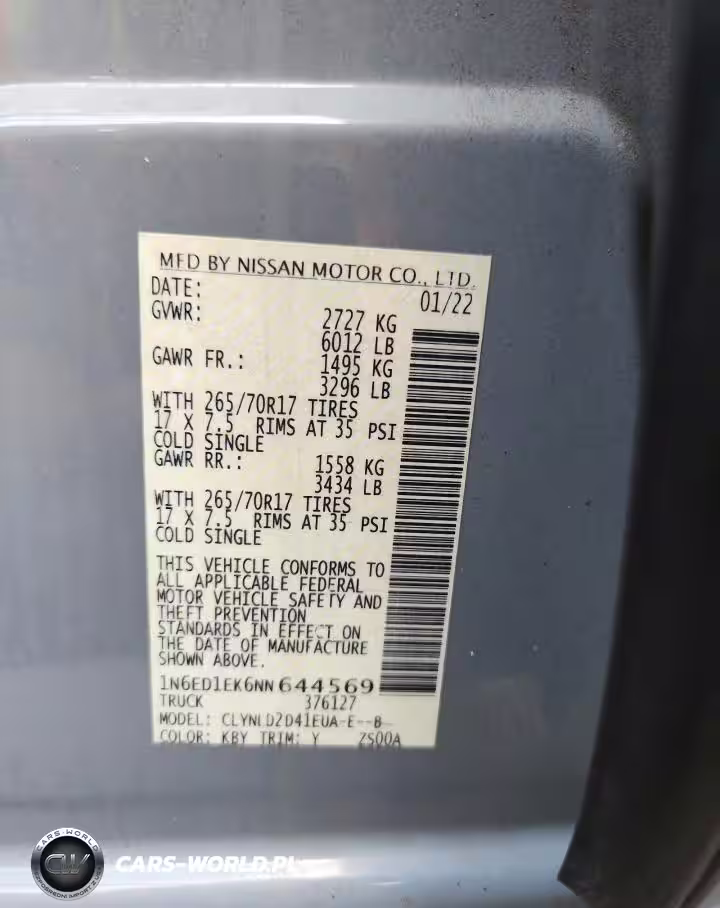 MFD BY NISSAN MOTOR CO., LTD.
DATE: 01/22
GVWR: 2727 KG
6012 LB
GAWR FR.: 1495 KG
3296 LB
WITH 265/70R17 TIRES
17 X 7.5 RIMS AT 35 PSI
COLD SINGLE
GAWR RR.: 1558 KG
3434 LB
WITH 265/70R17 TIRES
17 X 7.5 RIMS AT 35 PSI
COLD SINGLE
THIS VEHICLE CONFORMS TO
ALL APPLICABLE FEDERAL
MOTOR VEHICLE SAFETY AND
THEFT PREVENTION
STANDARDS IN EFFECT ON
THE DATE OF MANUFACTURE
SHOWN ABOVE.
1N6ED1EK6NN644569
TRUCK 376127
MODEL: CLYNLD2D41EUA-E--B-
COLOR: KBY TRIM: Y ZS00A
CARS-WORLD
CW
CARS-WORLD.PL